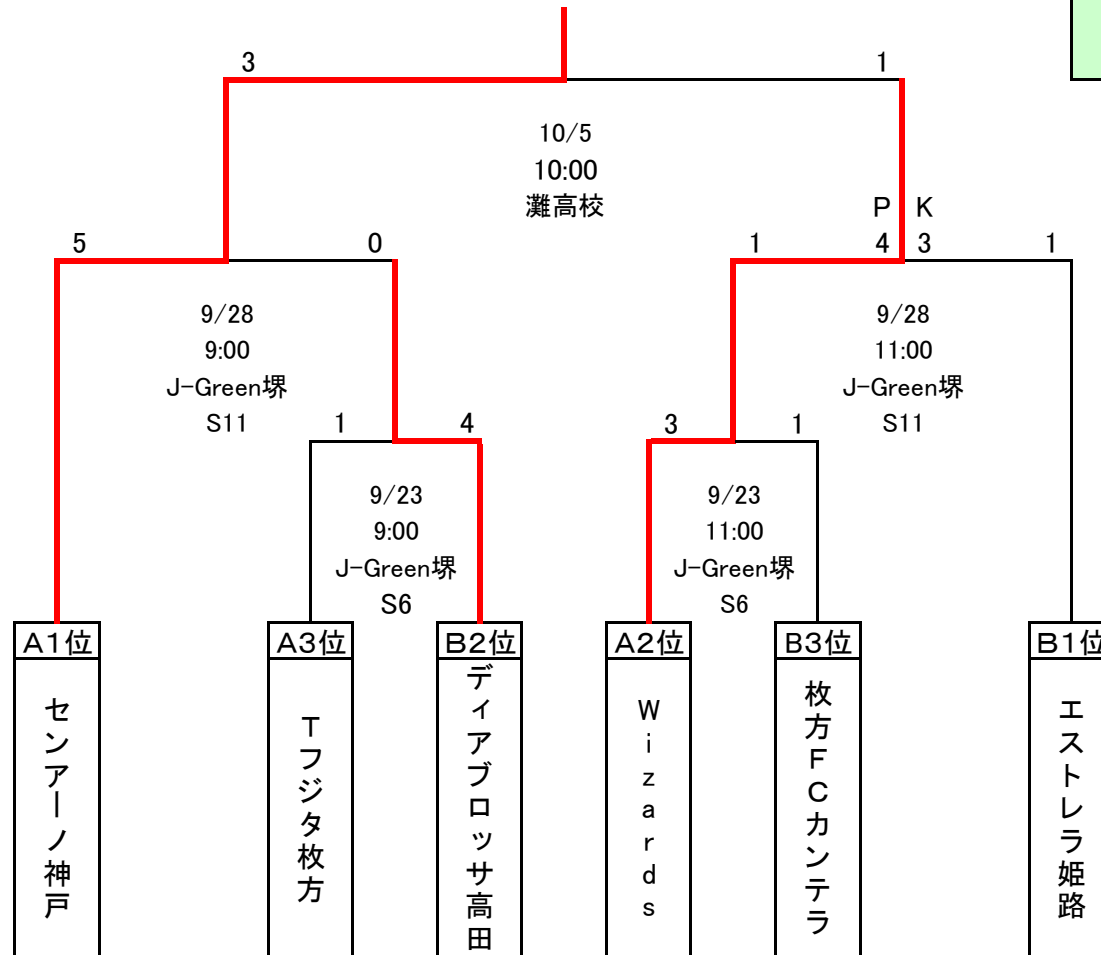 3 1
10/5
10:00
灘高校
P K
5 0 1 4 3 1
9/28 9/28
9:00 11:00
J-Green堺 J-Green堺
S11 S11
1 4 3 1
9/23 9/23
9:00 11:00
J-Green堺 J-Green堺
S6 S6
A1位 A3位 B2位 A2位 B3位 B1位
センアーノ神戸
Tフジタ枚方
ディアブロッサ高田
Wizards
枚方FCカンテラ
エストレラ姫路